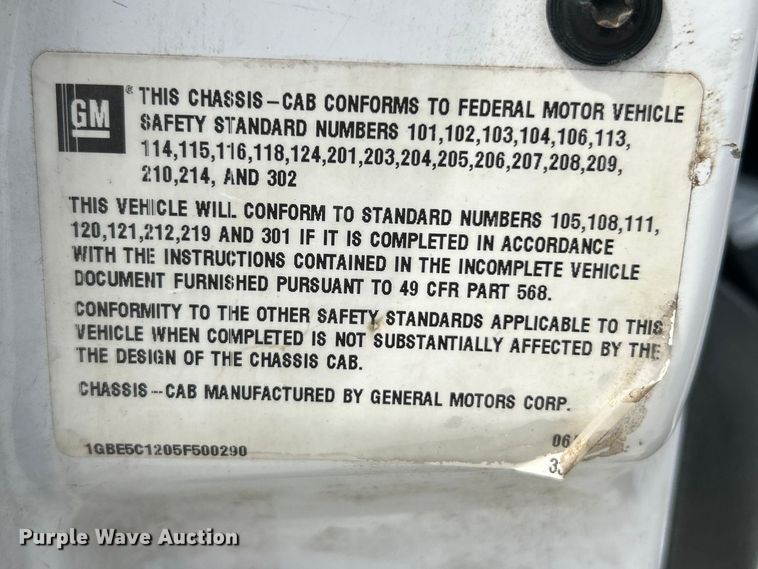 GM
® THIS CHASSIS-CAB CONFORMS TO FEDERAL MOTOR VEHICLE
SAFETY STANDARD NUMBERS 101,102,103,104,106,113,
114,115,116,118,124,201,203,204,205,206,207,208,209,
210,214, AND 302
THIS VEHICLE WILL CONFORM TO STANDARD NUMBERS 105,108,111,
120,121,212,219 AND 301 IF IT IS COMPLETED IN ACCORDANCE
WITH THE INSTRUCTIONS CONTAINED IN THE INCOMPLETE VEHICLE
DOCUMENT FURNISHED PURSUANT TO 49 CFR PART 568.
CONFORMITY TO THE OTHER SAFETY STANDARDS APPLICABLE TO THIS
VEHICLE WHEN COMPLETED IS NOT SUBSTANTIALLY AFFECTED BY THE
THE DESIGN OF THE CHASSIS CAB.
CHASSIS-CAB MANUFACTURED BY GENERAL MOTORS CORP.
1GBE5C1205F500290
Purple Wave Auction